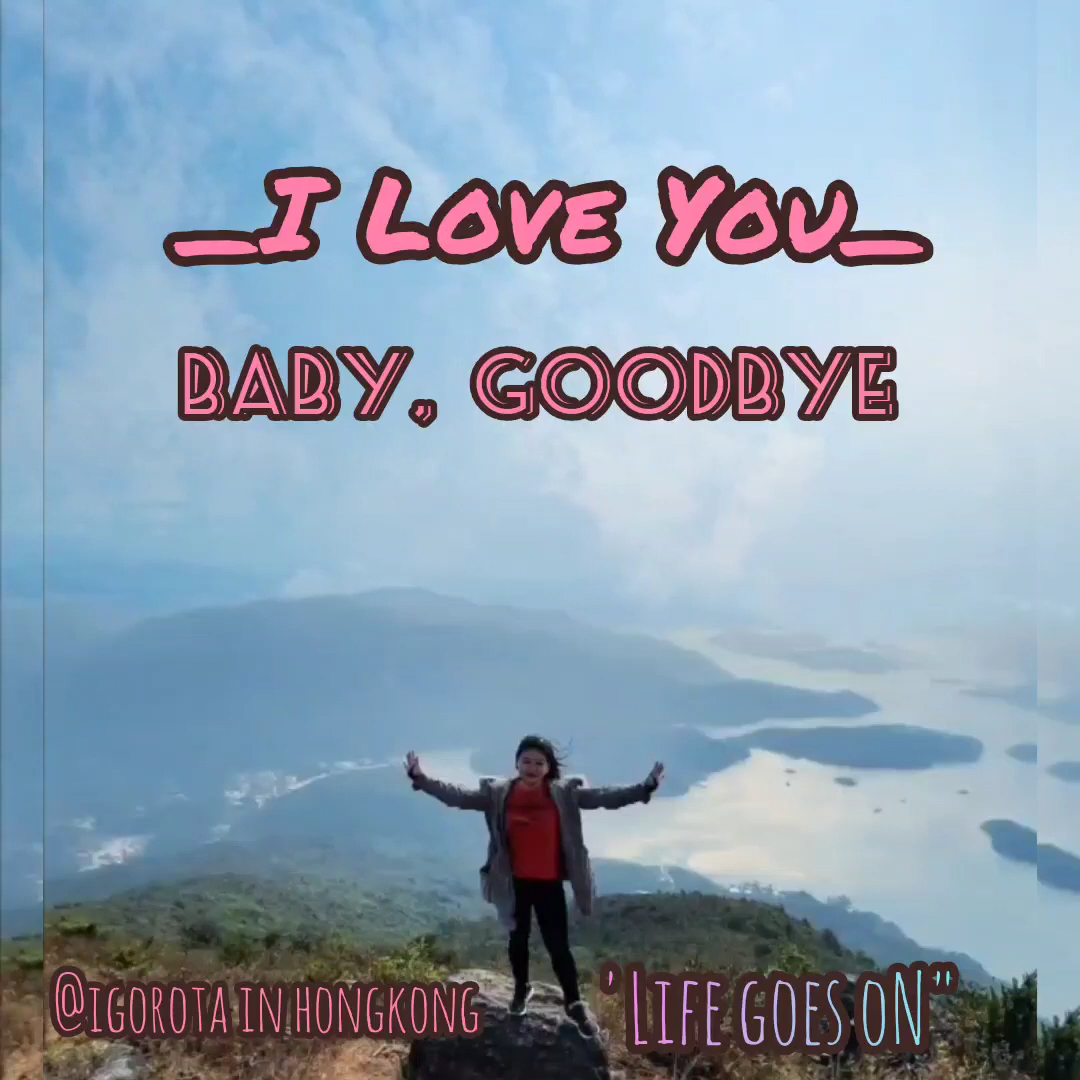 _I Love You_
BABY, GOODBYE
@IGOROTA IN HONGKONG
'LIFE GOES oN"